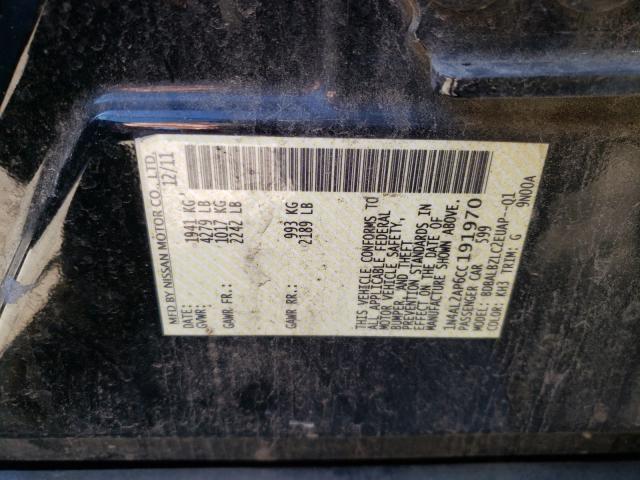 MFD BY NISSAN MOTOR CO., LTD.
DATE: 12/11
GVWR: 1941 KG
4279 LB
GAWR FR: 1017 KG
2242 LB
GAWR RR: 993 KG
2189 LB
THIS VEHICLE CONFORMS TO
ALL APPLICABLE FEDERAL
MOTOR VEHICLE SAFETY,
BUMPER, AND THEFT
PREVENTION STANDARDS IN
EFFECT ON THE DATE OF
MANUFACTURE SHOWN ABOVE.
1N4AL2AP6CC191970
PASSENGER CAR S99
MODEL: BDBALBZLCZEUAP--Q1
COLOR: KH3 TRIM: G 9N00A